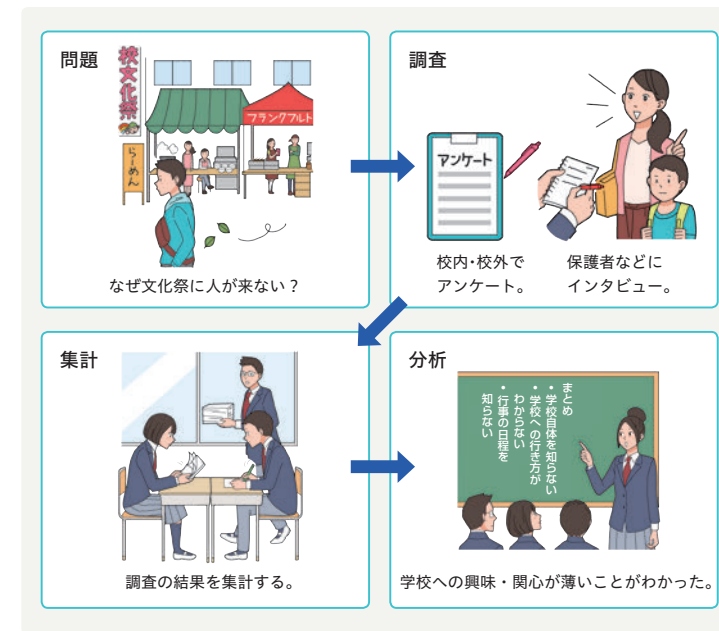 問題
校文化祭
らーめん
フランクフルト
なぜ文化祭に人が来ない？
調査
アンケート
校内・校外で
アンケート。
保護者などに
インタビュー。
集計
調査の結果を集計する。
分析
まとめ
・学校自体を知らない
・学校への行き方が
わからない
・行事の日程を
知らない
学校への興味・関心が薄いことがわかった。